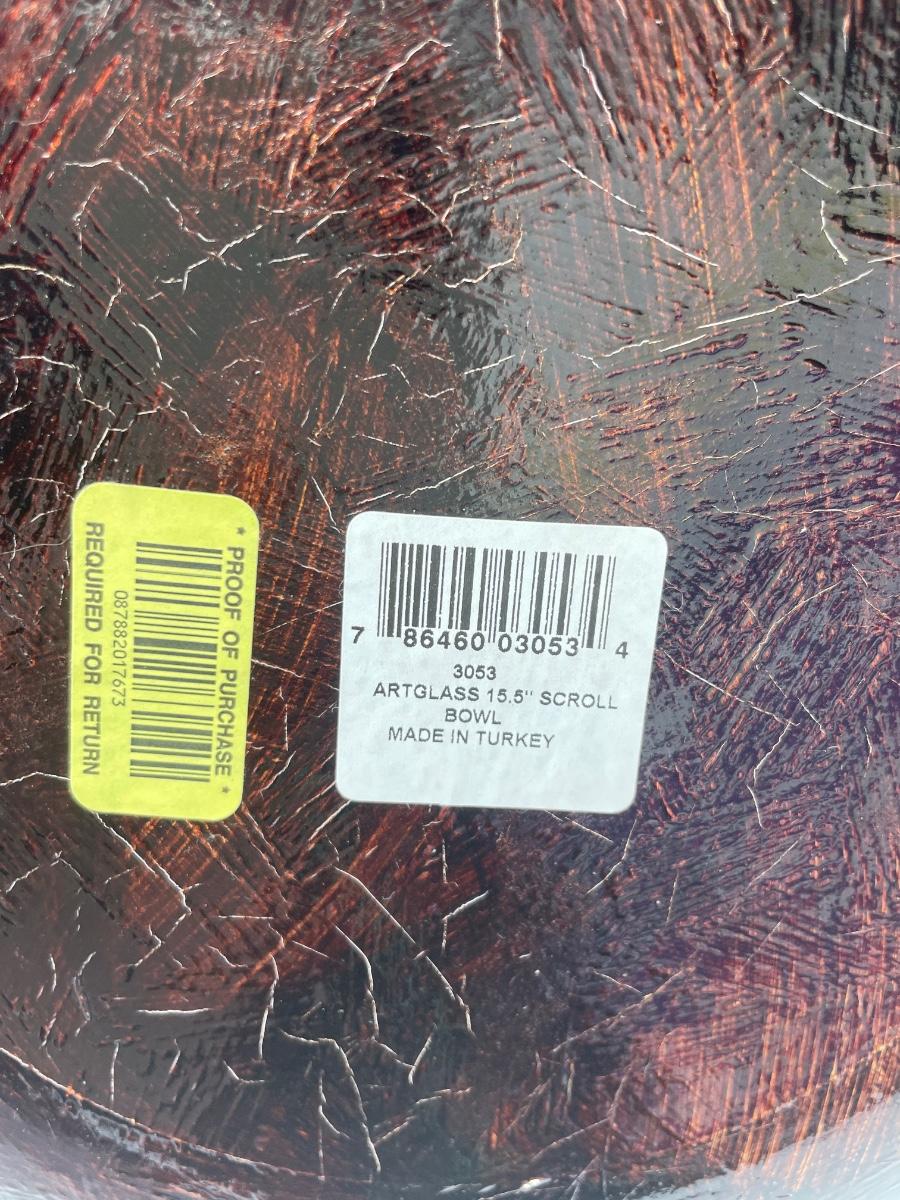 * PROOF OF PURCHASE *
087882017673
REQUIRED FOR RETURN
7 86460 03053 4
3053
ARTGLASS 15.5" SCROLL
BOWL
MADE IN TURKEY